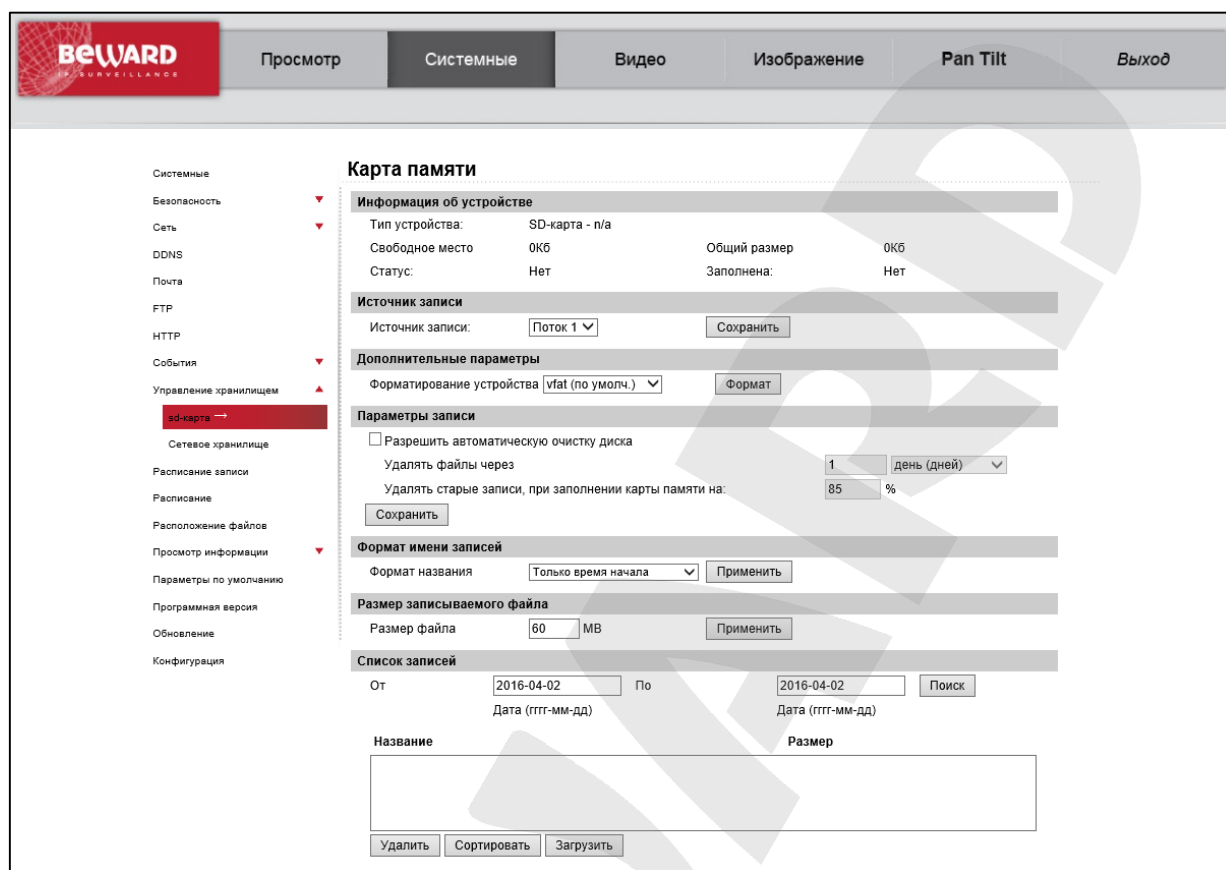 BEWARD
IP SURVEILLANCE
Просмотр
Системные
Видео
Изображение
Pan Tilt
Выход
Системные
Безопасность
Сеть
DDNS
Почта
FTP
HTTP
События
Управление хранилищем
sd-карта →
Сетевое хранилище
Расписание записи
Расписание
Расположение файлов
Просмотр информации
Параметры по умолчанию
Программная версия
Обновление
Конфигурация
Карта памяти
Информация об устройстве
Тип устройства: SD-карта - n/a
Свободное место 0Кб Общий размер 0Кб
Статус: Нет Заполнена: Нет
Источник записи
Источник записи: Поток 1 Сохранить
Дополнительные параметры
Форматирование устройства vfat (по умолч.) Формат
Параметры записи
Разрешить автоматическую очистку диска
Удалять файлы через 1 день (дней)
Удалять старые записи, при заполнении карты памяти на: 85 %
Сохранить
Формат имени записей
Формат названия Только время начала Применить
Размер записываемого файла
Размер файла 60 MB Применить
Список записей
От 2016-04-02 По 2016-04-02 Поиск
Дата (гггг-мм-дд) Дата (гггг-мм-дд)
Название Размер
Удалить Сортировать Загрузить